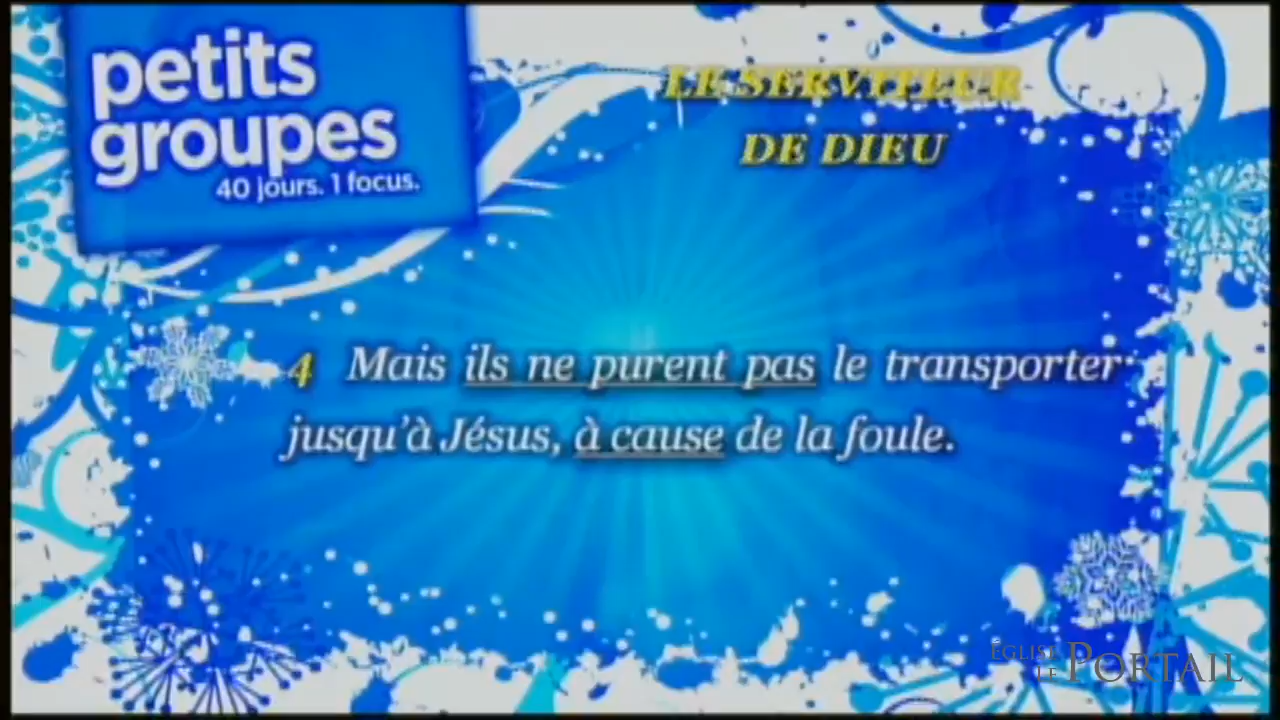 petits
groupes
40 jours. 1 focus.
LE SERVITEUR
DE DIEU
4 Mais ils ne purent pas le transporter
jusqu'à Jésus, à cause de la foule.
ÉGLISE
LE PORTAIL